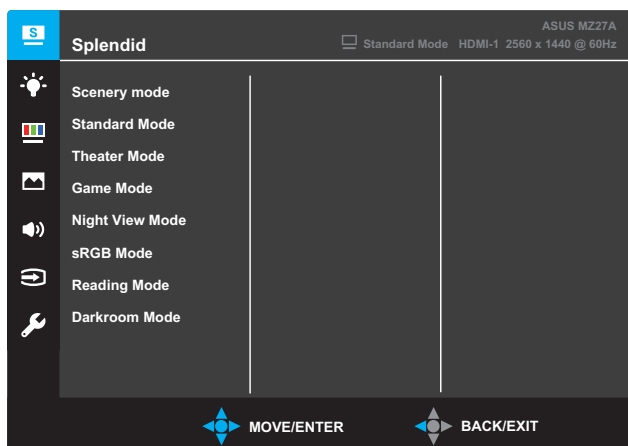 S
ASUS MZ27A
Splendid
Standard Mode HDMI-1 2560 x 1440 @ 60Hz
Scenery mode
Standard Mode
Theater Mode
Game Mode
Night View Mode
sRGB Mode
Reading Mode
Darkroom Mode
MOVE/ENTER BACK/EXIT